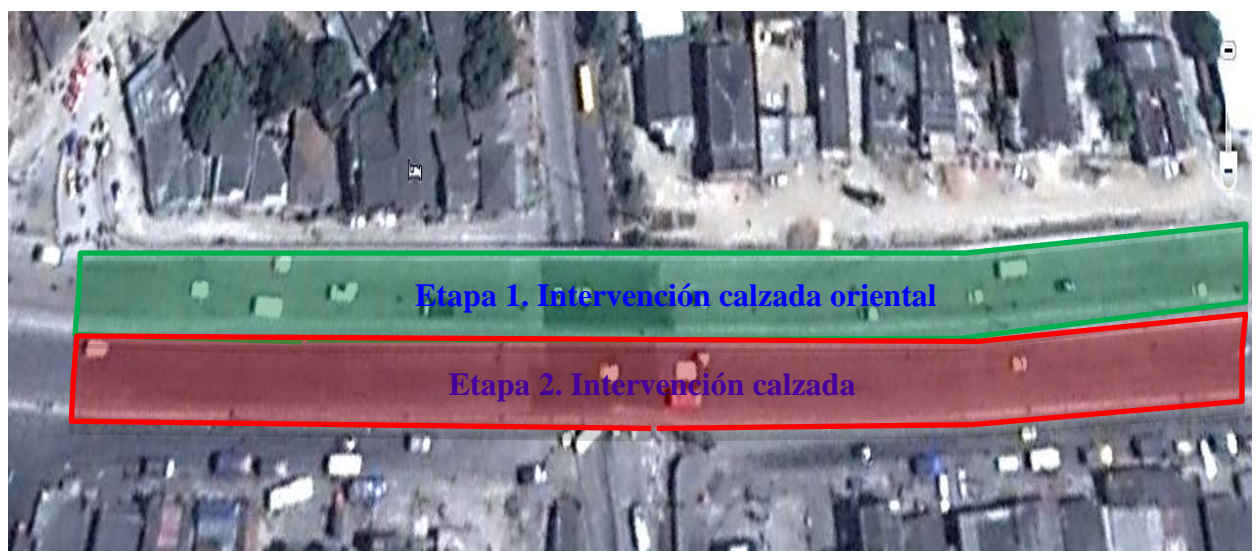 Etapa 1. Intervención calzada oriental
Etapa 2. Intervención calzada